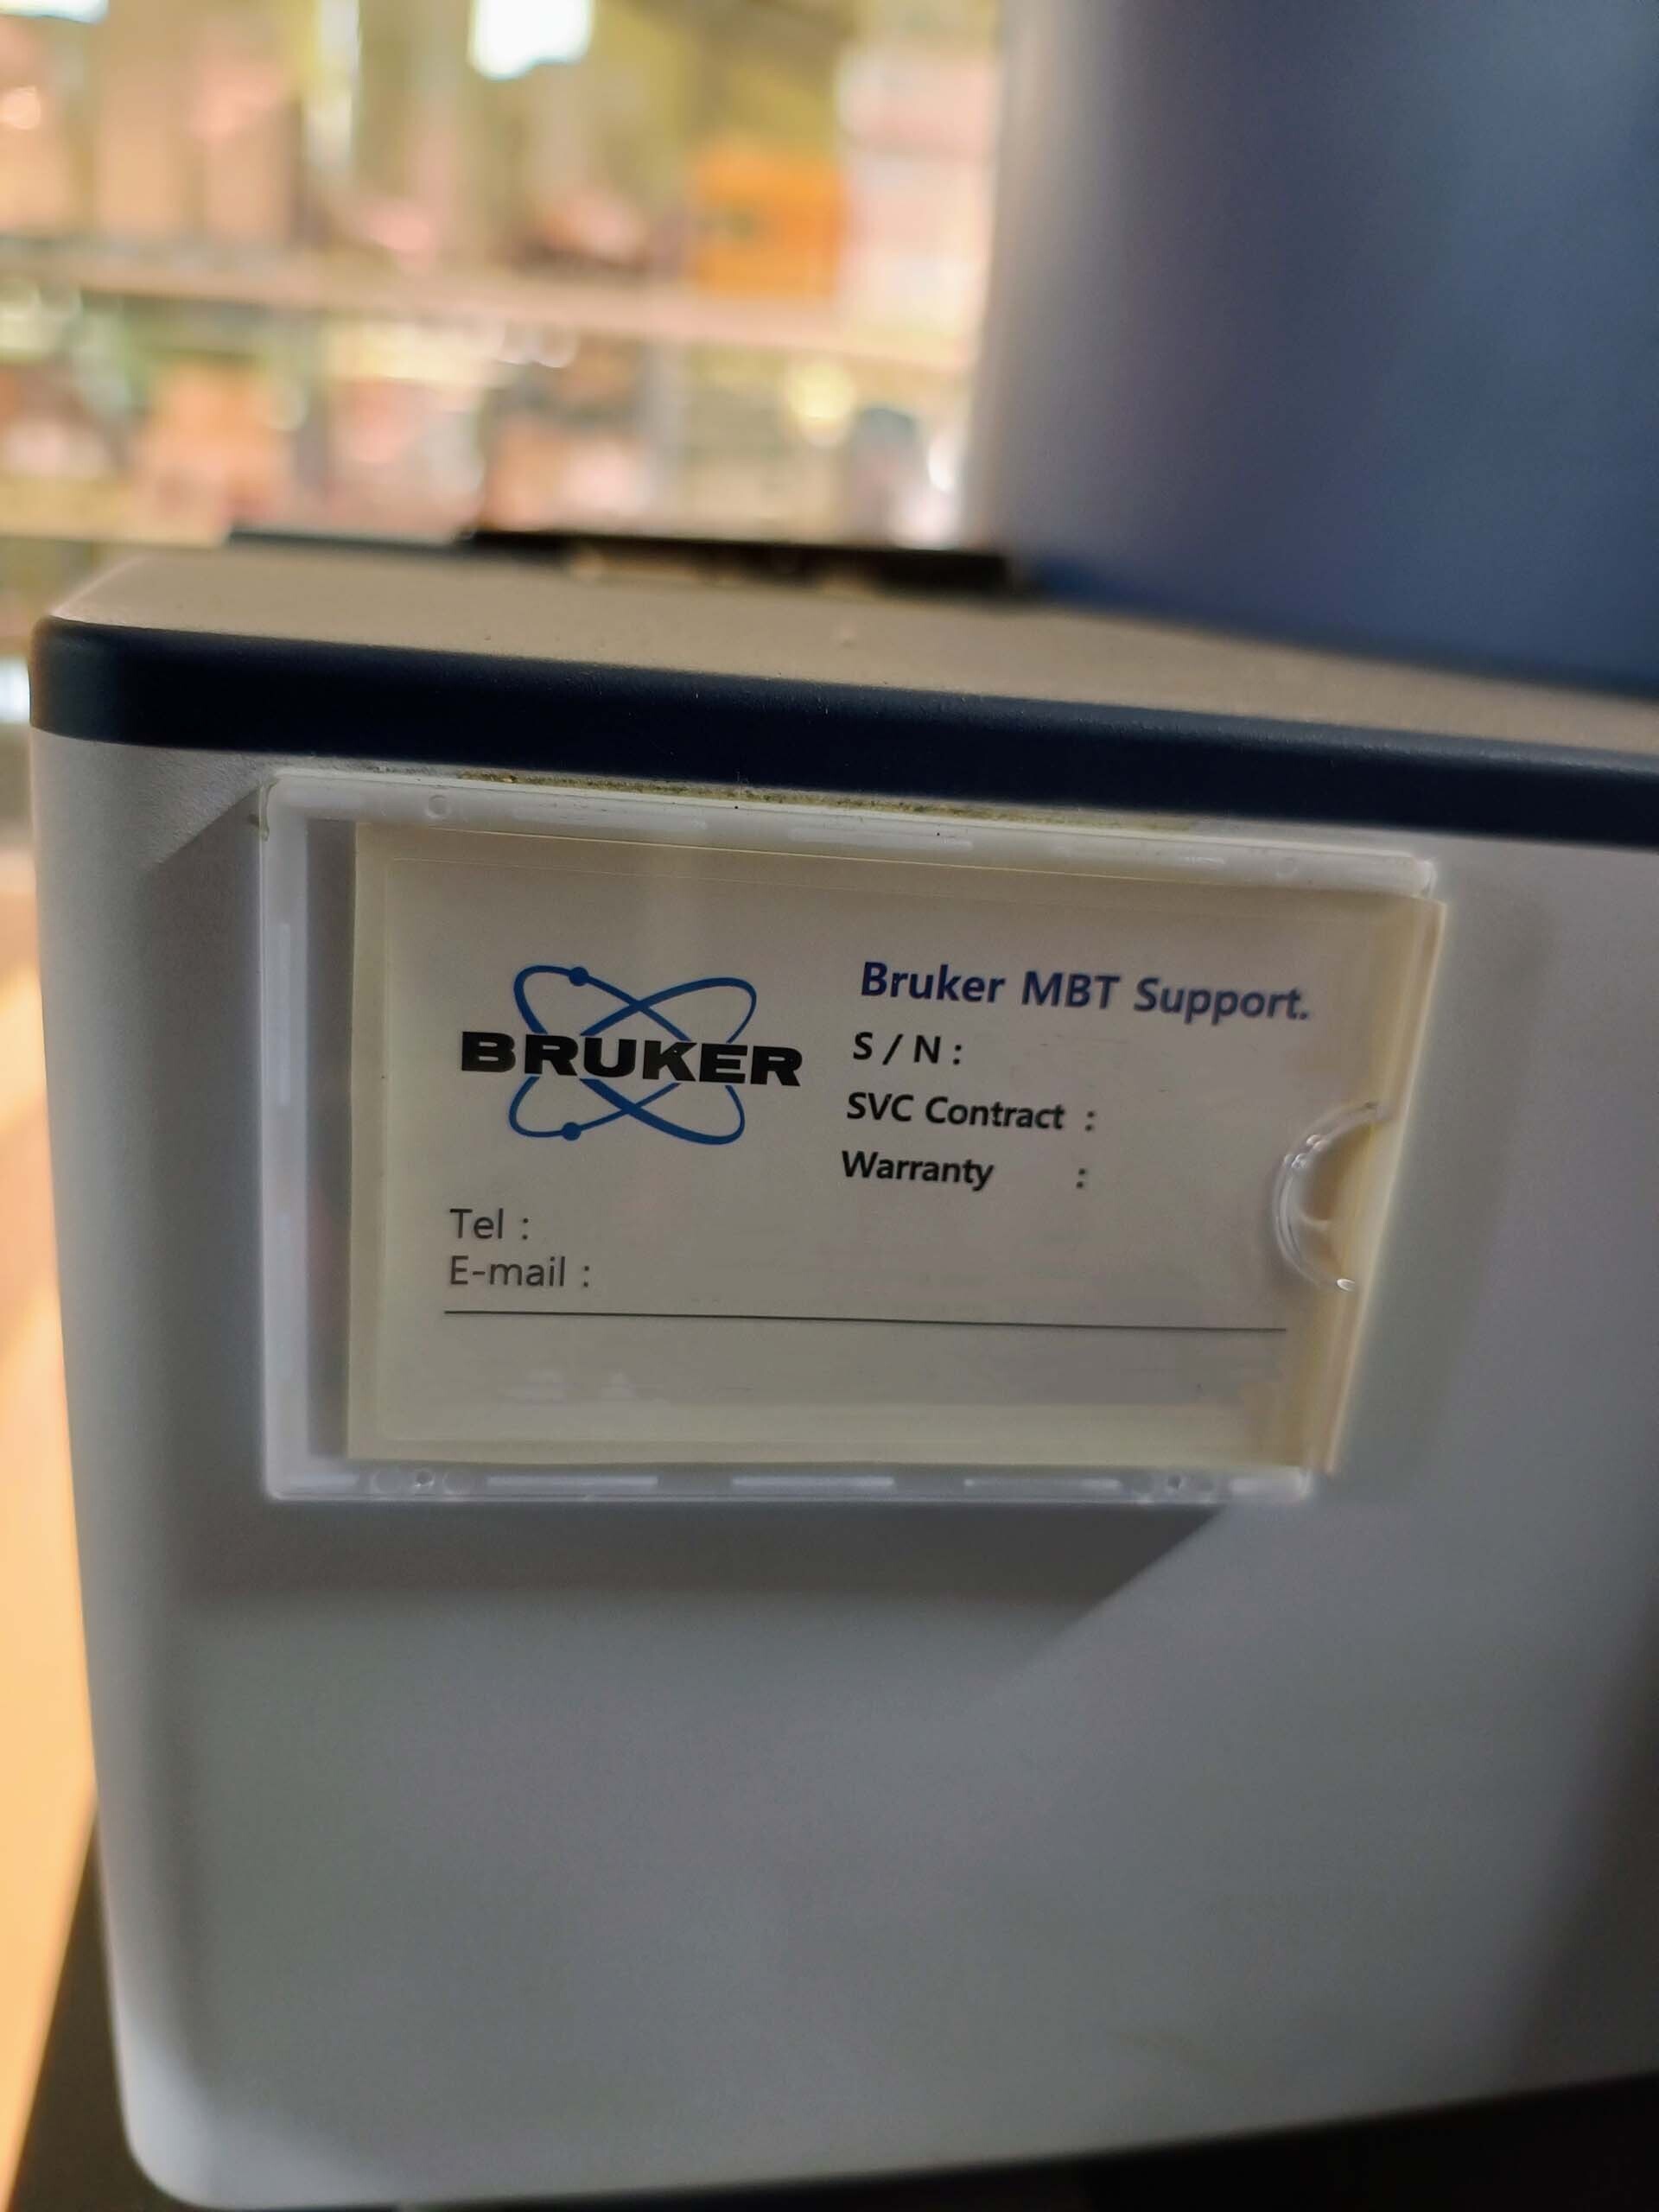 BRUKER
Bruker MBT Support.
S / N :
SVC Contract :
Warranty :
Tel :
E-mail :